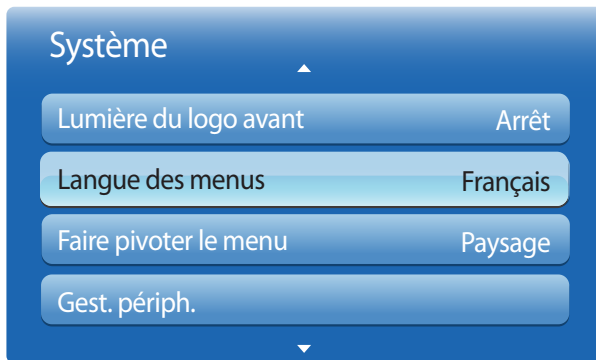 Système
Lumière du logo avant Arrêt
Langue des menus Français
Faire pivoter le menu Paysage
Gest. périph.